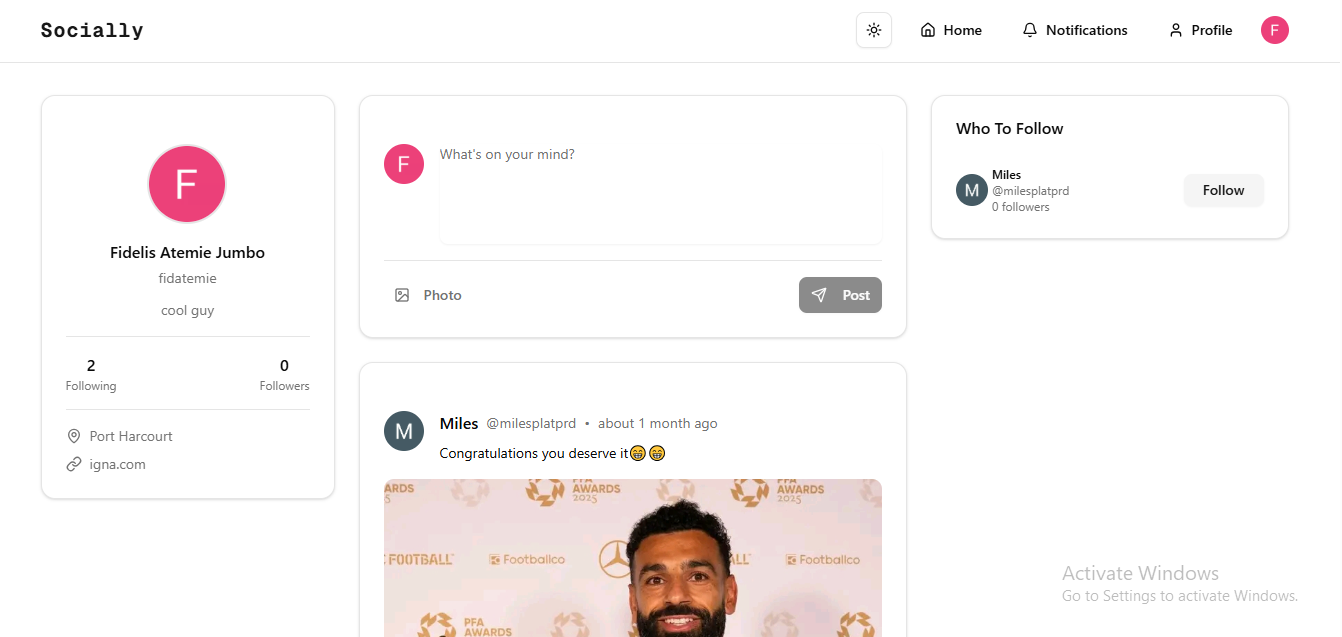 Socially
Home
Notifications
Profile
F
F
Fidelis Atemie Jumbo
fidatemie
cool guy
2
Following
0
Followers
Port Harcourt
igna.com
F
What's on your mind?
Photo
Post
M
Miles @milesplatprd • about 1 month ago
Congratulations you deserve it😁😁
ARDS
PFA
AWARDS
2025
AWARDS
2025
FOOTBALL
Footballco
ALL
Footballco
PFA
AWARDS
Who To Follow
M
Miles
@milesplatprd
0 followers
Follow
Activate Windows
Go to Settings to activate Windows.